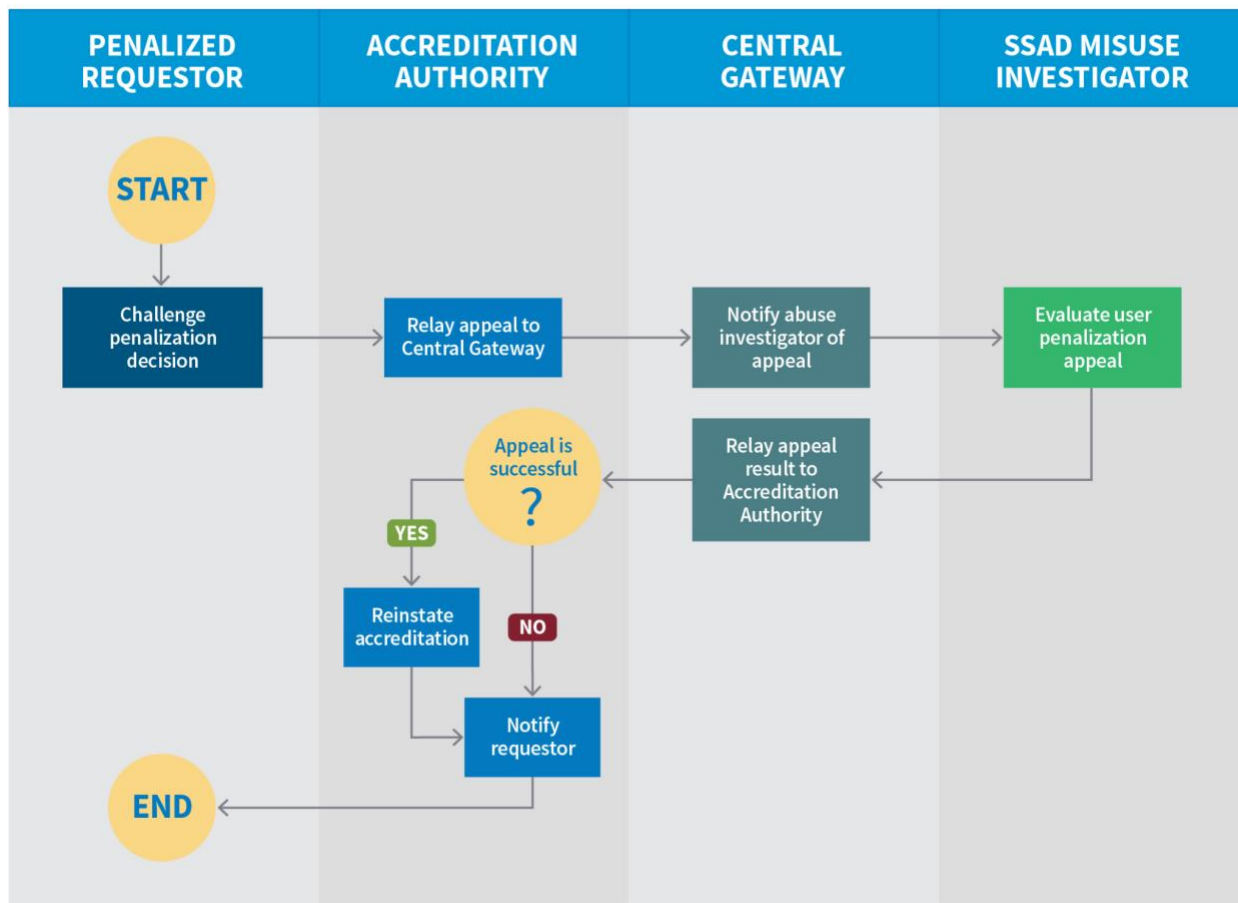 PENALIZED
REQUESTOR
ACCREDITATION
AUTHORITY
CENTRAL
GATEWAY
SSAD MISUSE
INVESTIGATOR
START
Challenge
penalization
decision
Relay appeal to
Central Gateway
Notify abuse
investigator of
appeal
Evaluate user
penalization
appeal
Appeal is
successful
?
Relay appeal
result to
Accreditation
Authority
YES
Reinstate
accreditation
NO
Notify
requestor
END